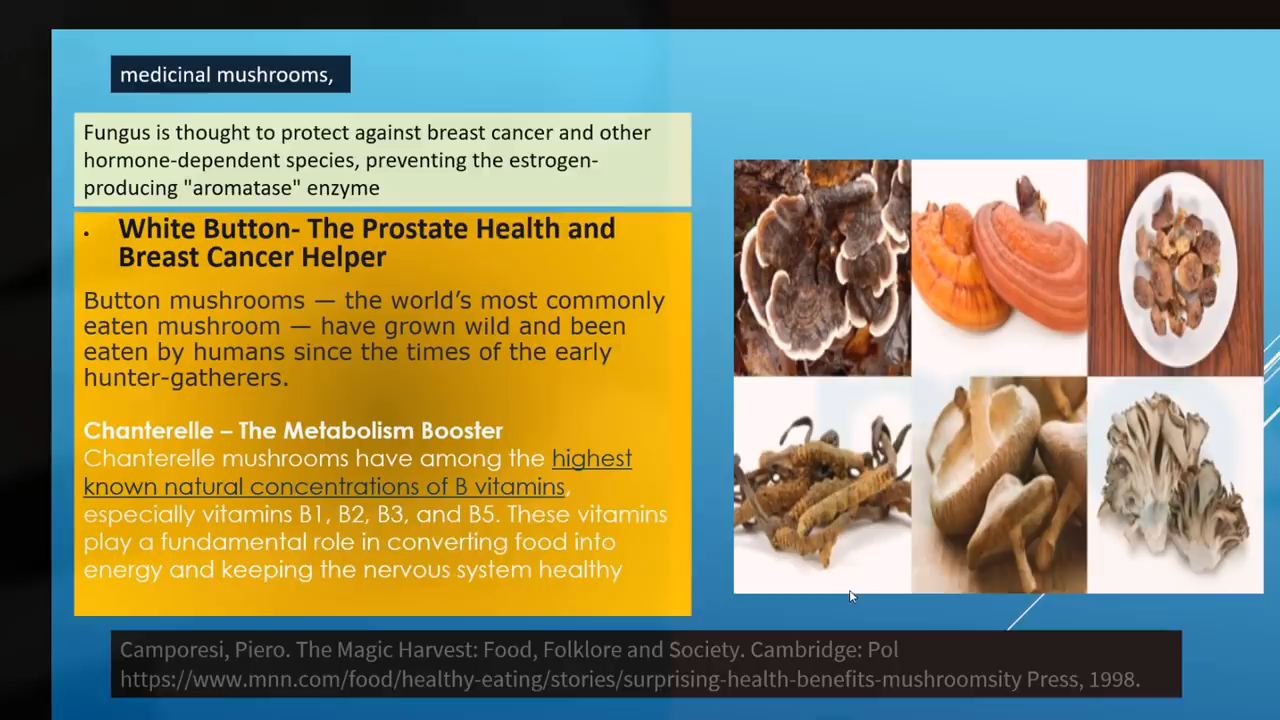 medicinal mushrooms,
Fungus is thought to protect against breast cancer and other
hormone-dependent species, preventing the estrogen-
producing "aromatase" enzyme
• White Button- The Prostate Health and
Breast Cancer Helper
Button mushrooms — the world’s most commonly
eaten mushroom — have grown wild and been
eaten by humans since the times of the early
hunter-gatherers.
Chanterelle – The Metabolism Booster
Chanterelle mushrooms have among the highest
known natural concentrations of B vitamins,
especially vitamins B1, B2, B3, and B5. These vitamins
play a fundamental role in converting food into
energy and keeping the nervous system healthy
Camporesi, Piero. The Magic Harvest: Food, Folklore and Society. Cambridge: Pol
https://www.mnn.com/food/healthy-eating/stories/surprising-health-benefits-mushroomsity Press, 1998.